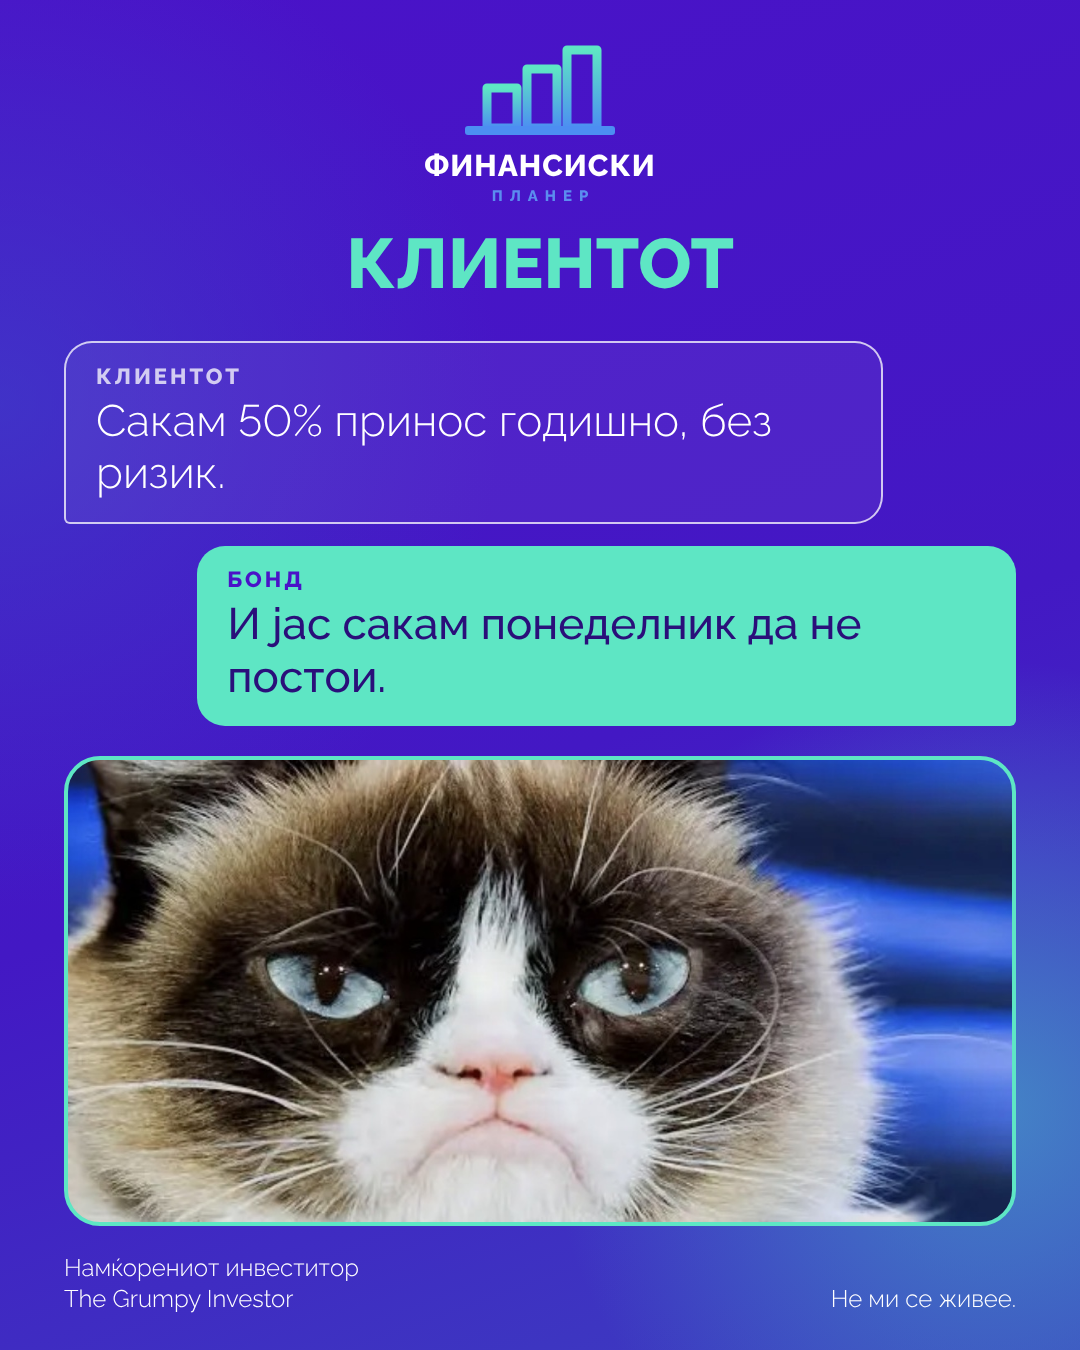 ФИНАНСИСКИ
ПЛАНЕР
КЛИЕНТОТ
КЛИЕНТОТ
Сакам 50% принос годишно, без
ризик.
БОНД
И јас сакам понеделник да не
постои.
Намќорениот инвеститор
The Grumpy Investor
Не ми се живее.